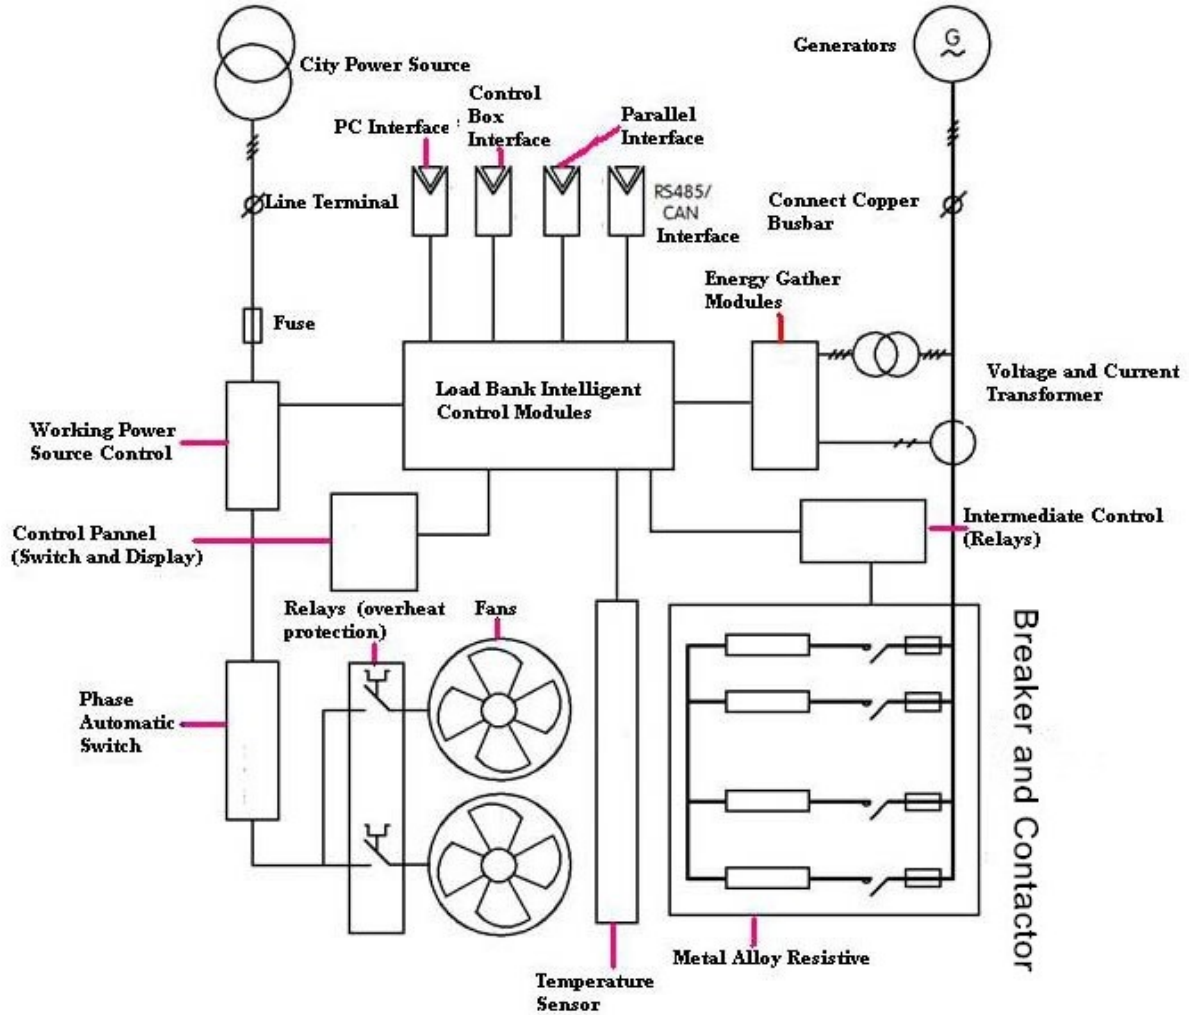 City Power Source
Generators
G
Control
Box
Interface
PC Interface
Parallel
Interface
Line Terminal
RS485/
CAN
Interface
Connect Copper
Busbar
Energy Gather
Modules
Fuse
Voltage and Current
Transformer
Load Bank Intelligent
Control Modules
Working Power
Source Control
Control Pannel
(Switch and Display)
Intermediate Control
(Relays)
Relays (overheat
protection)
Fans
Breaker and Contactor
Phase
Automatic
Switch
Metal Alloy Resistive
Temperature
Sensor